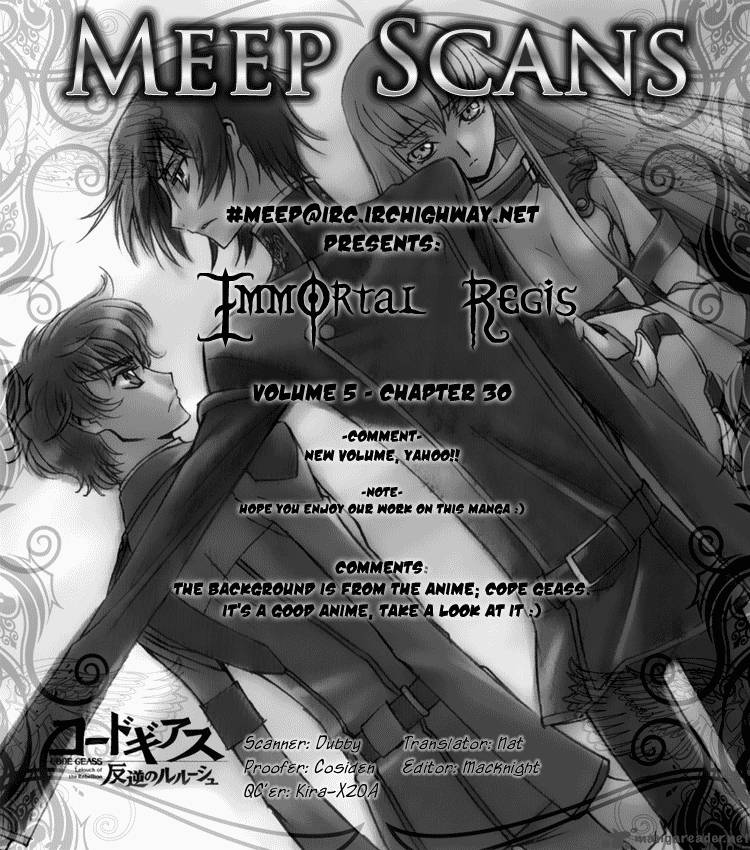 MEEP SCANS
#MEEP@IRC.IRCHIGHWAY.NET
PRESENTS:
IMMORTAL REGIS
VOLUME 5 - CHAPTER 30
-COMMENT-
NEW VOLUME, YAHOO!!
-NOTE-
HOPE YOU ENJOY OUR WORK ON THIS MANGA :)
COMMENTS:
THE BACKGROUND IS FROM THE ANIME; CODE GEASS.
IT'S A GOOD ANIME, TAKE A LOOK AT IT :)
コードギアス
CODE GEASS
Lelouch of
the Rebellion
反逆のルルーシュ
Scanner: Dubby
Translator: Nat
Proofer: Cosiden
Editor: Macknight
QC'er: Kira-XZOA
mangareader.net